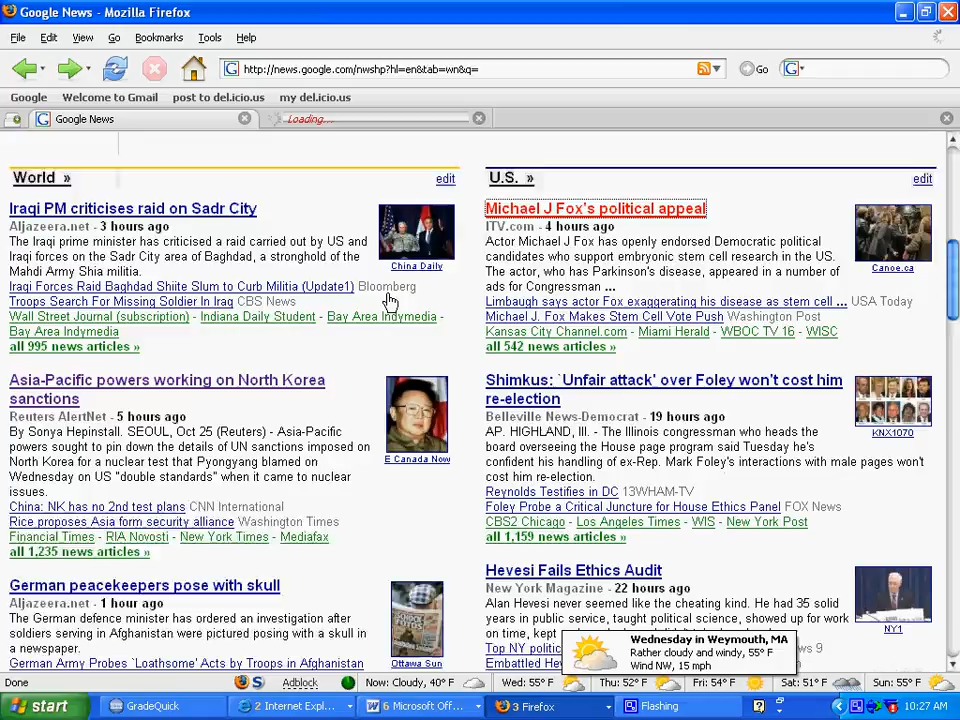 Google News - Mozilla Firefox
File Edit View Go Bookmarks Tools Help
http://news.google.com/nwshp?hl=en&tab=wn&q= Go
Google Welcome to Gmail post to del.icio.us my del.icio.us
Google News Loading...
World » edit
Iraqi PM criticises raid on Sadr City
Aljazeera.net - 3 hours ago
The Iraqi prime minister has criticised a raid carried out by US and
Iraqi forces on the Sadr City area of Baghdad, a stronghold of the
Mahdi Army Shia militia.
China Daily
Iraqi Forces Raid Baghdad Shiite Slum to Curb Militia (Update1) Bloomberg
Troops Search For Missing Soldier In Iraq CBS News
Wall Street Journal (subscription) - Indiana Daily Student - Bay Area Indymedia -
Bay Area Indymedia
all 995 news articles »
Asia-Pacific powers working on North Korea
sanctions
Reuters AlertNet - 5 hours ago
By Sonya Hepinstall. SEOUL, Oct 25 (Reuters) - Asia-Pacific
powers sought to pin down the details of UN sanctions imposed on
North Korea for a nuclear test that Pyongyang blamed on
Wednesday on US "double standards" when it came to nuclear
issues.
E Canada Now
China: NK has no 2nd test plans CNN International
Rice proposes Asia form security alliance Washington Times
Financial Times - RIA Novosti - New York Times - Mediafax
all 1,235 news articles »
German peacekeepers pose with skull
Aljazeera.net - 1 hour ago
The German defence minister has ordered an investigation after
soldiers serving in Afghanistan were pictured posing with a skull in
a newspaper.
Ottawa Sun
German Army Probes `Loathsome' Acts by Troops in Afghanistan
U.S. » edit
Michael J Fox's political appeal
ITV.com - 4 hours ago
Actor Michael J Fox has openly endorsed Democratic political
candidates who support embryonic stem cell research in the USA.
The actor, who has Parkinson's disease, appeared in a number of
ads for Congressman ...
Canoe.ca
Limbaugh says actor Fox exaggerating his disease as stem cell ... USA Today
Michael J. Fox Makes Stem Cell Vote Push Washington Post
Kansas City Channel.com - Miami Herald - WBOC TV 16 - WISC
all 542 news articles »
Shimkus: `Unfair attack' over Foley won't cost him
re-election
Belleville News-Democrat - 19 hours ago
AP. HIGHLAND, Ill. - The Illinois congressman who heads the
board overseeing the House page program said Tuesday he's
confident his handling of ex-Rep. Mark Foley's interactions with male pages won't
cost him re-election.
KNX1070
Reynolds Testifies in DC 13WHAM-TV
Foley Probe a Critical Juncture for House Ethics Panel FOX News
CBS2 Chicago - Los Angeles Times - WIS - New York Post
all 1,159 news articles »
Hevesi Fails Ethics Audit
New York Magazine - 22 hours ago
Alan Hevesi never seemed like the cheating kind. He had 35 solid
years in public service, taught political science, showed up for work
on time, kept
NY1
Top NY politic
Embattled Heve
Wednesday in Weymouth, MA
Rather cloudy and windy, 55° F
Wind NW, 15 mph
Done Adblock Now: Cloudy, 40° F Wed: 55° F Thu: 52° F Fri: 54° F Sat: 51° F Sun: 55° F
start GradeQuick 2 Internet Expl... 6 Microsoft Off... 3 Firefox Flashing 10:27 AM